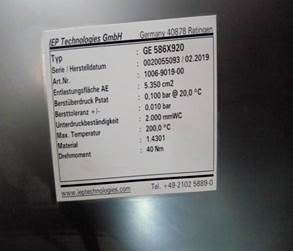 IEP Technologies GmbH Germany 40878 Ratingen
Typ : GE 586X920
Serie / Herstelldatum : 0020055093 / 02.2019
Art.Nr. : 1006-9019-00
Entlastungsfläche AE : 5.350 cm2
Berstüberdruck Pstat : 0,100 bar @ 20,0 °C
Bersttoleranz +/- : 0,010 bar
Unterdruckbeständigkeit : 2.000 mmWC
Max. Temperatur : 200,0 °C
Material : 1.4301
Drehmoment : 40 Nm
www.ieptechnologies.com Tel. +49-2102 5889-0